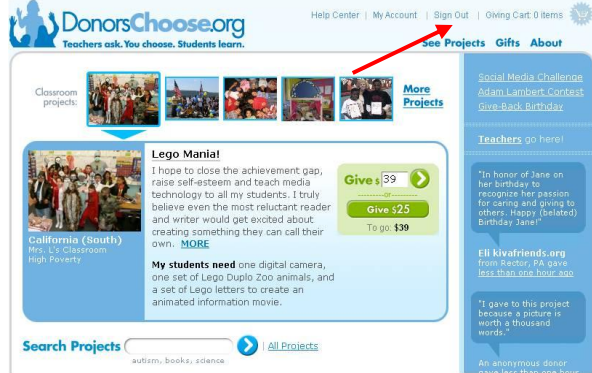 DonorsChoose.org
Teachers ask. You choose. Students learn.
Help Center | My Account | Sign Out | Giving Cart: 0 items
See Projects Gifts About
Classroom
projects:
More
Projects
Lego Mania!
I hope to close the achievement gap,
raise self-esteem and teach media
technology to all my students. I truly
believe even the most reluctant reader
and writer would get excited about
creating something they can call their
own. MORE
My students need one digital camera,
one set of Lego Duplo Zoo animals, and
a set of Lego letters to create an
animated information movie.
California (South)
Mrs. L's Classroom
High Poverty
Give $ 39
or
Give $25
To go: $39
Search Projects
| All Projects
autism, books, science
Social Media Challenge
Adam Lambert Contest
Give-Back Birthday
Teachers go here!
"In honor of Jane on
her birthday to
recognize her passion
for caring and giving to
others. Happy (belated)
Birthday Jane!"
Eli kivafriends.org
from Rector, PA gave
less than one hour ago
"I gave to this project
because a picture is
worth a thousand
words."
An anonymous donor
gave less than one hour